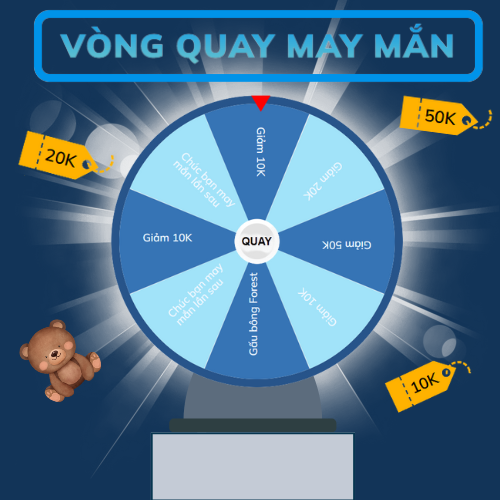 VÒNG QUAY MAY MẮN
50K
20K
Giảm 10K
Giảm 20K
Giảm 50K
Giảm 10K
Gấu bông Forest
Chúc bạn may
mắn lần sau
Giảm 10K
Chúc bạn may
mắn lần sau
QUAY
10K